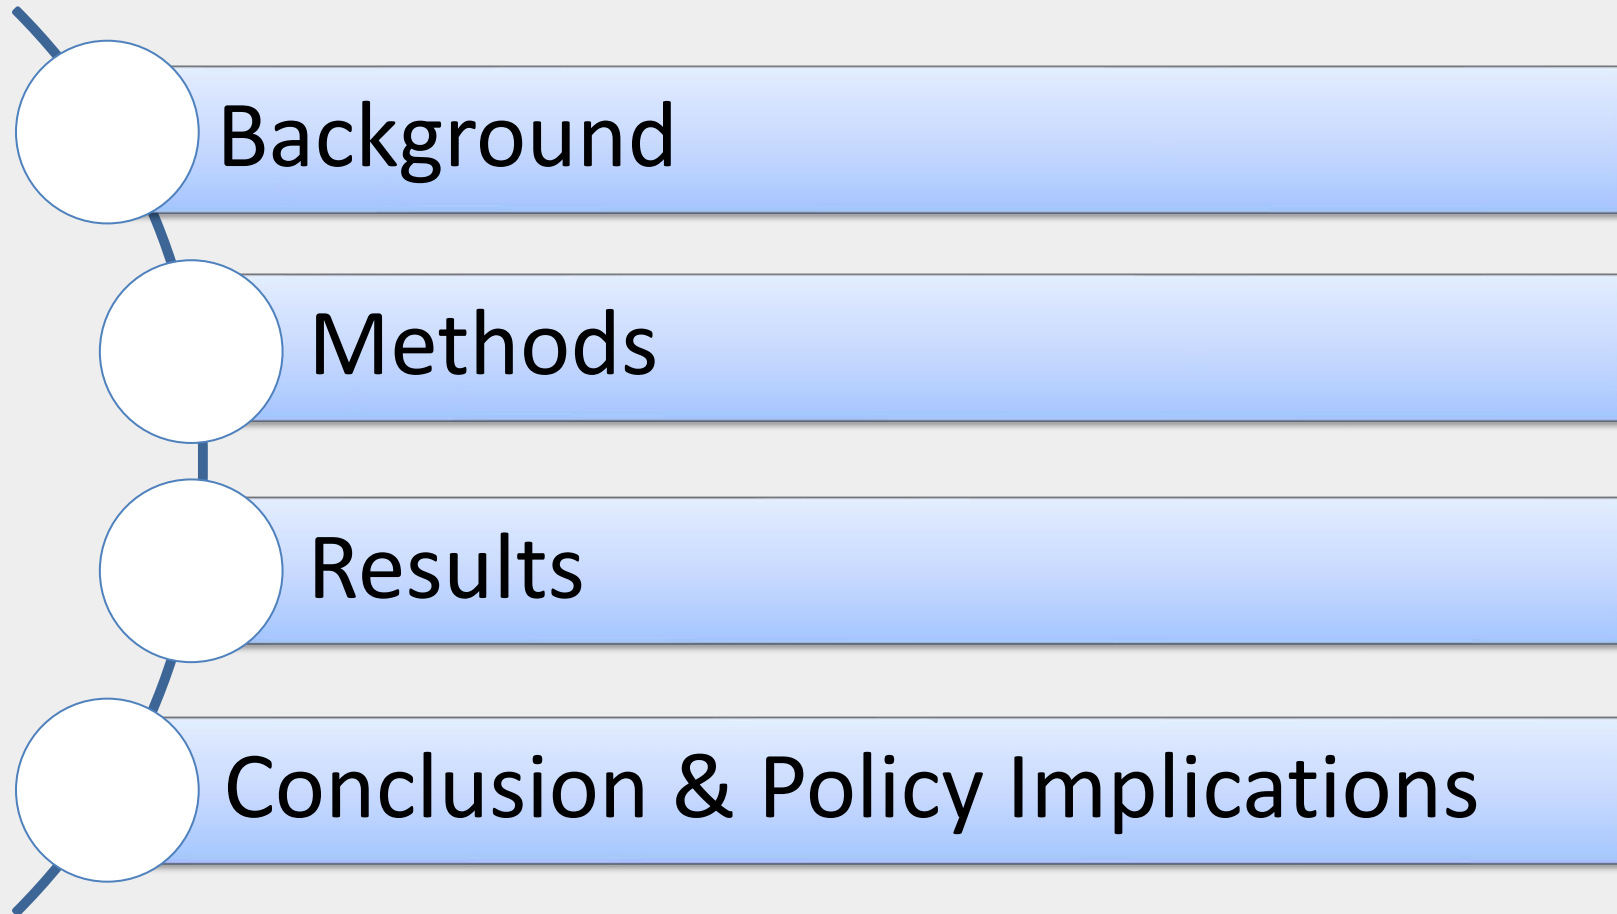 Background
Methods
Results
Conclusion & Policy Implications